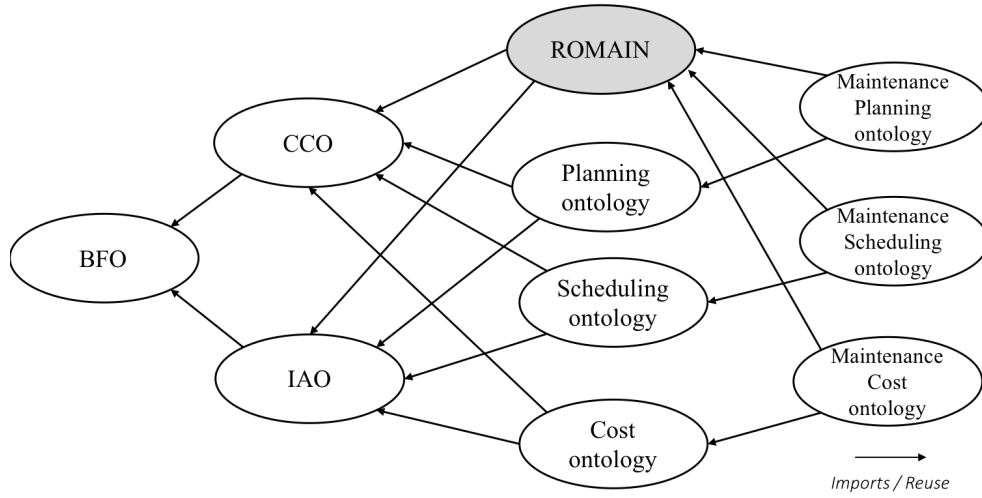 ROMAIN
Maintenance
Planning
ontology
CCO
Planning
ontology
Maintenance
Scheduling
ontology
BFO
Scheduling
ontology
IAO
Maintenance
Cost
ontology
Cost
ontology
Imports / Reuse